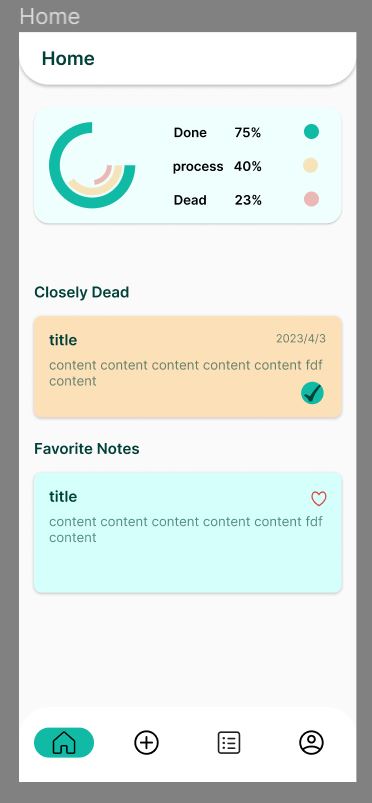 Home
Home
Done 75%
process 40%
Dead 23%
Closely Dead
title 2023/4/3
content content content content content fdf
content
Favorite Notes
title
content content content content content fdf
content